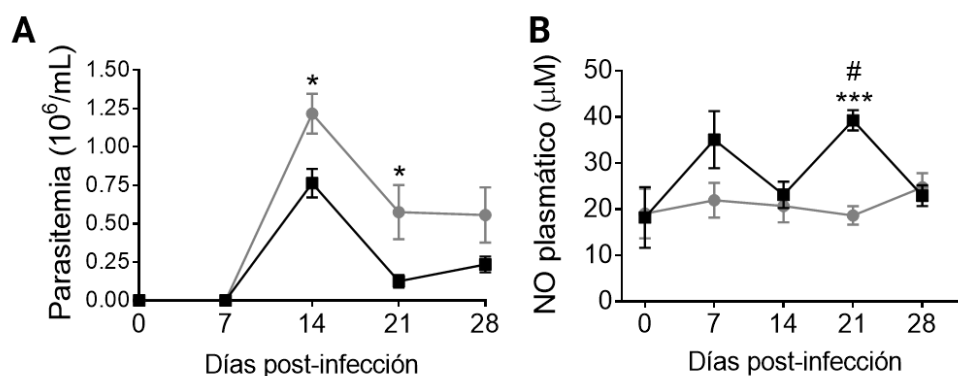 A
B
Parasitemia (10⁶/mL)
1.50
1.25
1.00
0.75
0.50
0.25
0.00
*
*
0 7 14 21 28
Días post-infección
NO plasmático (µM)
50
40
30
20
10
0
#
***
0 7 14 21 28
Días post-infección